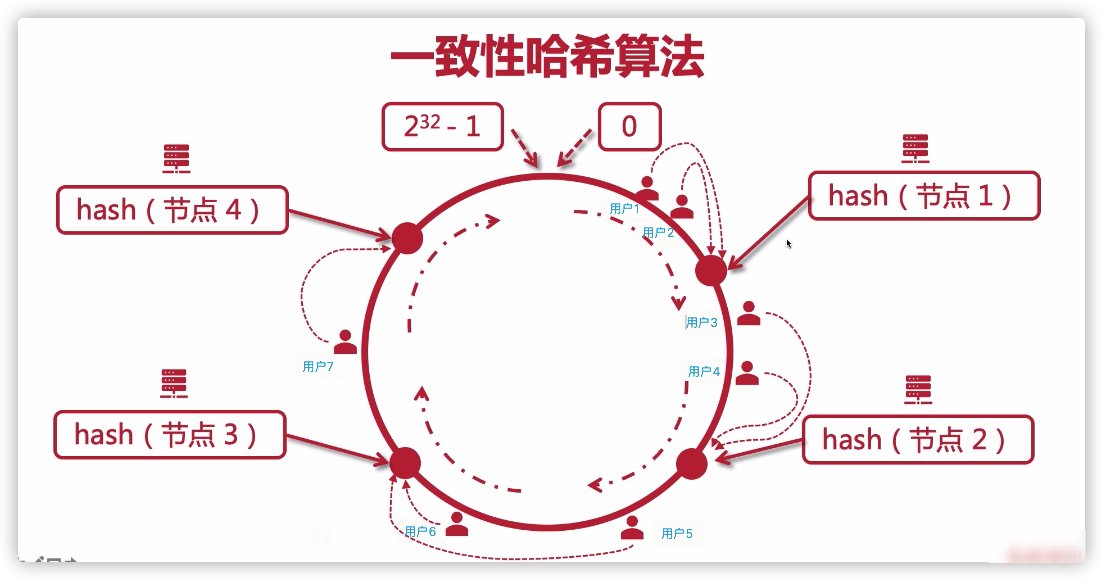 一致性哈希算法
2³² - 1
0
hash（节点 4）
hash（节点 1）
用户1
用户2
用户3
用户7
用户4
hash（节点 3）
hash（节点 2）
用户6
用户5